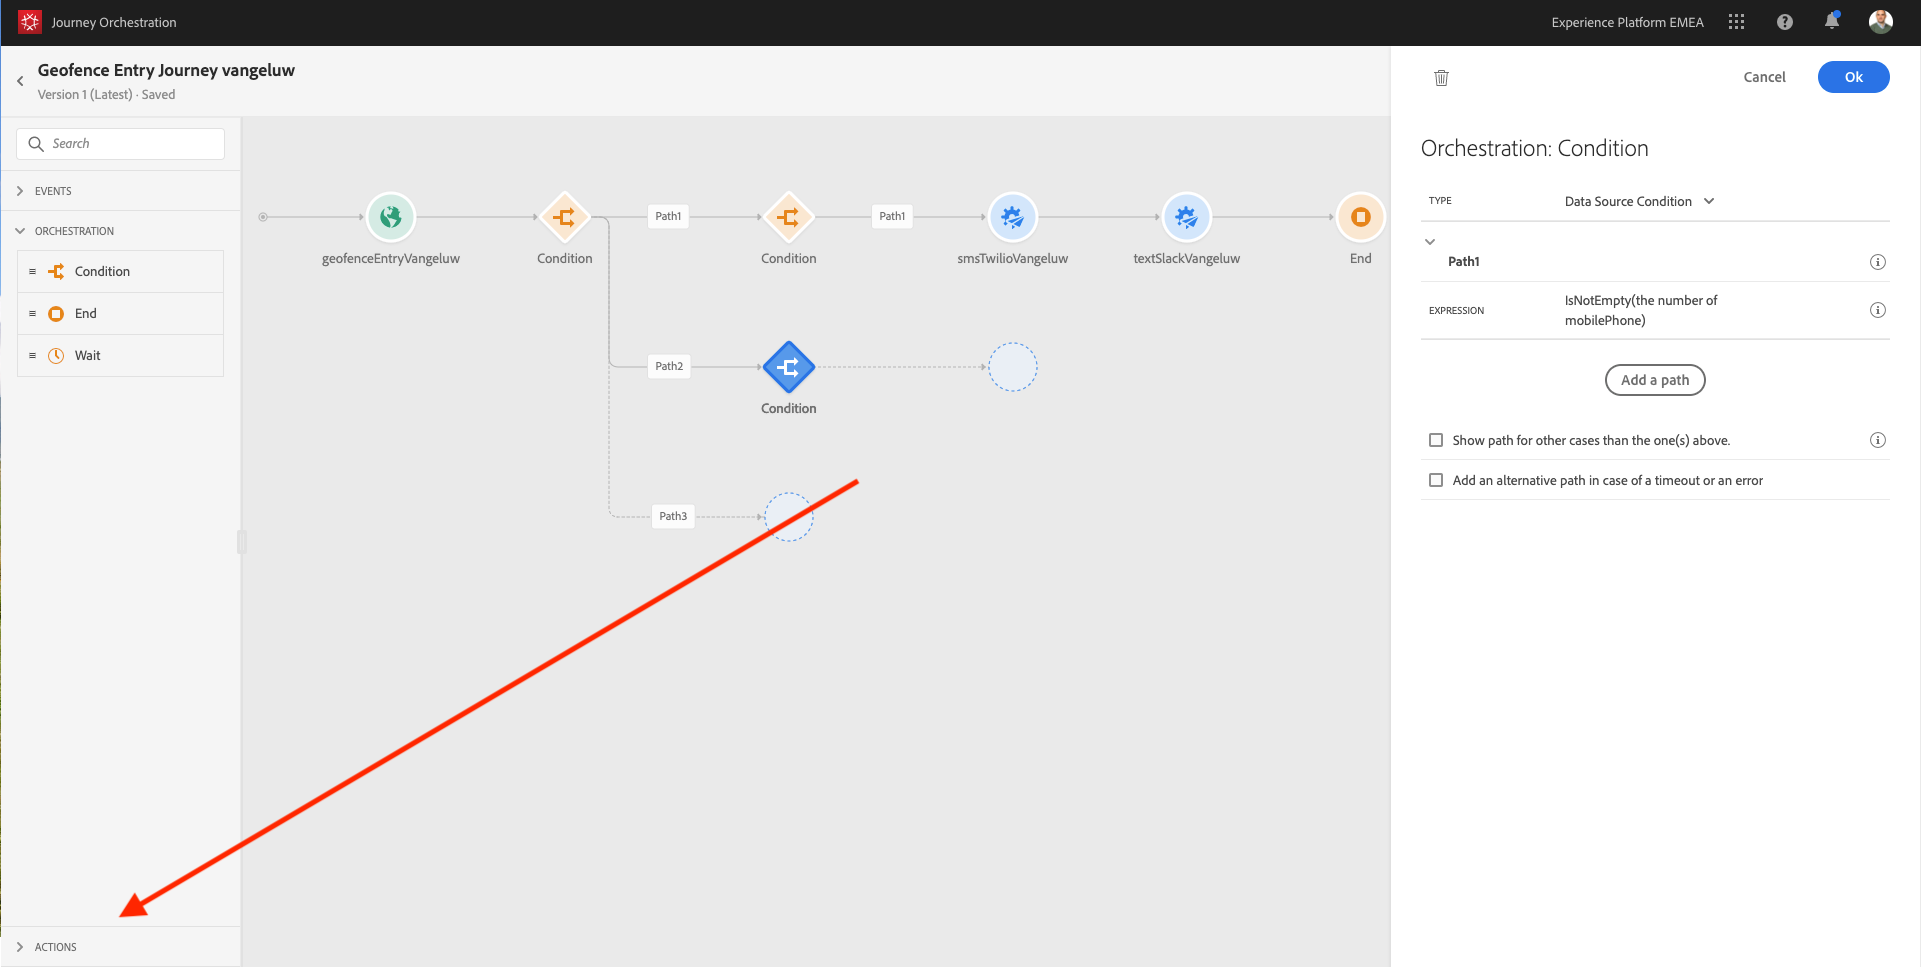 Journey Orchestration
Experience Platform EMEA
Geofence Entry Journey vangeluw
Version 1 (Latest) · Saved
Cancel
Ok
Search
EVENTS
ORCHESTRATION
Condition
End
Wait
ACTIONS
geofenceEntryVangeluw
Condition
Path1
Condition
Path1
smsTwilioVangeluw
textSlackVangeluw
End
Path2
Condition
Path3
Orchestration: Condition
TYPE
Data Source Condition
Path1
EXPRESSION
IsNotEmpty(the number of
mobilePhone)
Add a path
Show path for other cases than the one(s) above.
Add an alternative path in case of a timeout or an error